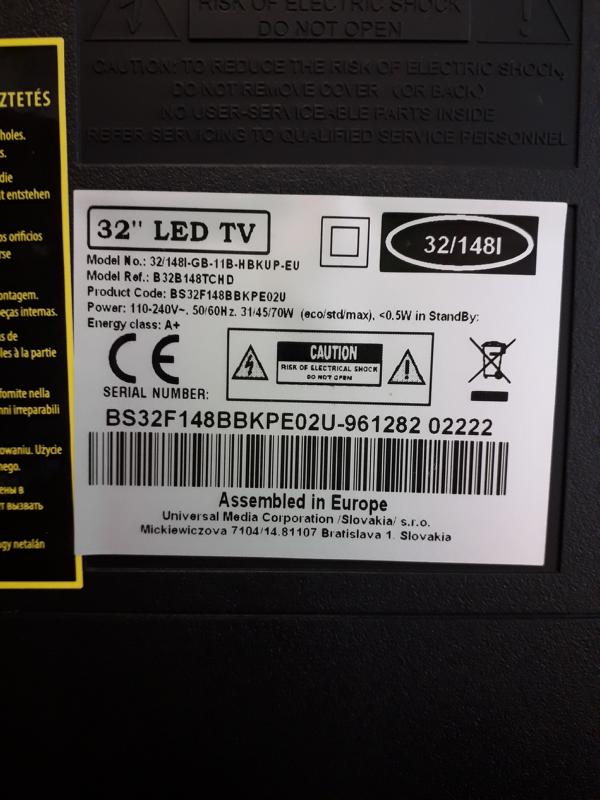 RISK OF ELECTRIC SHOCK
DO NOT OPEN
CAUTION: TO REDUCE THE RISK OF ELECTRIC SHOCK,
DO NOT REMOVE COVER (OR BACK)
NO USER-SERVICEABLE PARTS INSIDE
REFER SERVICING TO QUALIFIED SERVICE PERSONNEL
ZTETÉS
holes.
s.
die
t entstehen
os orificios
rse
ontagem.
eças internas.
s de
les à la partie
fornite nella
nni irreparabili
owaniu. Użycie
nego.
ены в
т вызвать
ogy netalán
32" LED TV
32/148I
Model No.: 32/148I-GB-11B-HBKUP-EU
Model Ref.: B32B148TCHD
Product Code: BS32F148BBKPE02U
Power: 110-240V~, 50/60Hz, 31/45/70W (eco/std/max), <0.5W in StandBy:
Energy class: A+
CE
CAUTION
RISK OF ELECTRICAL SHOCK
DO NOT OPEN
SERIAL NUMBER:
BS32F148BBKPE02U-961282 02222
Assembled in Europe
Universal Media Corporation /Slovakia/ s.r.o.
Mickiewiczova 7104/14.81107 Bratislava 1. Slovakia